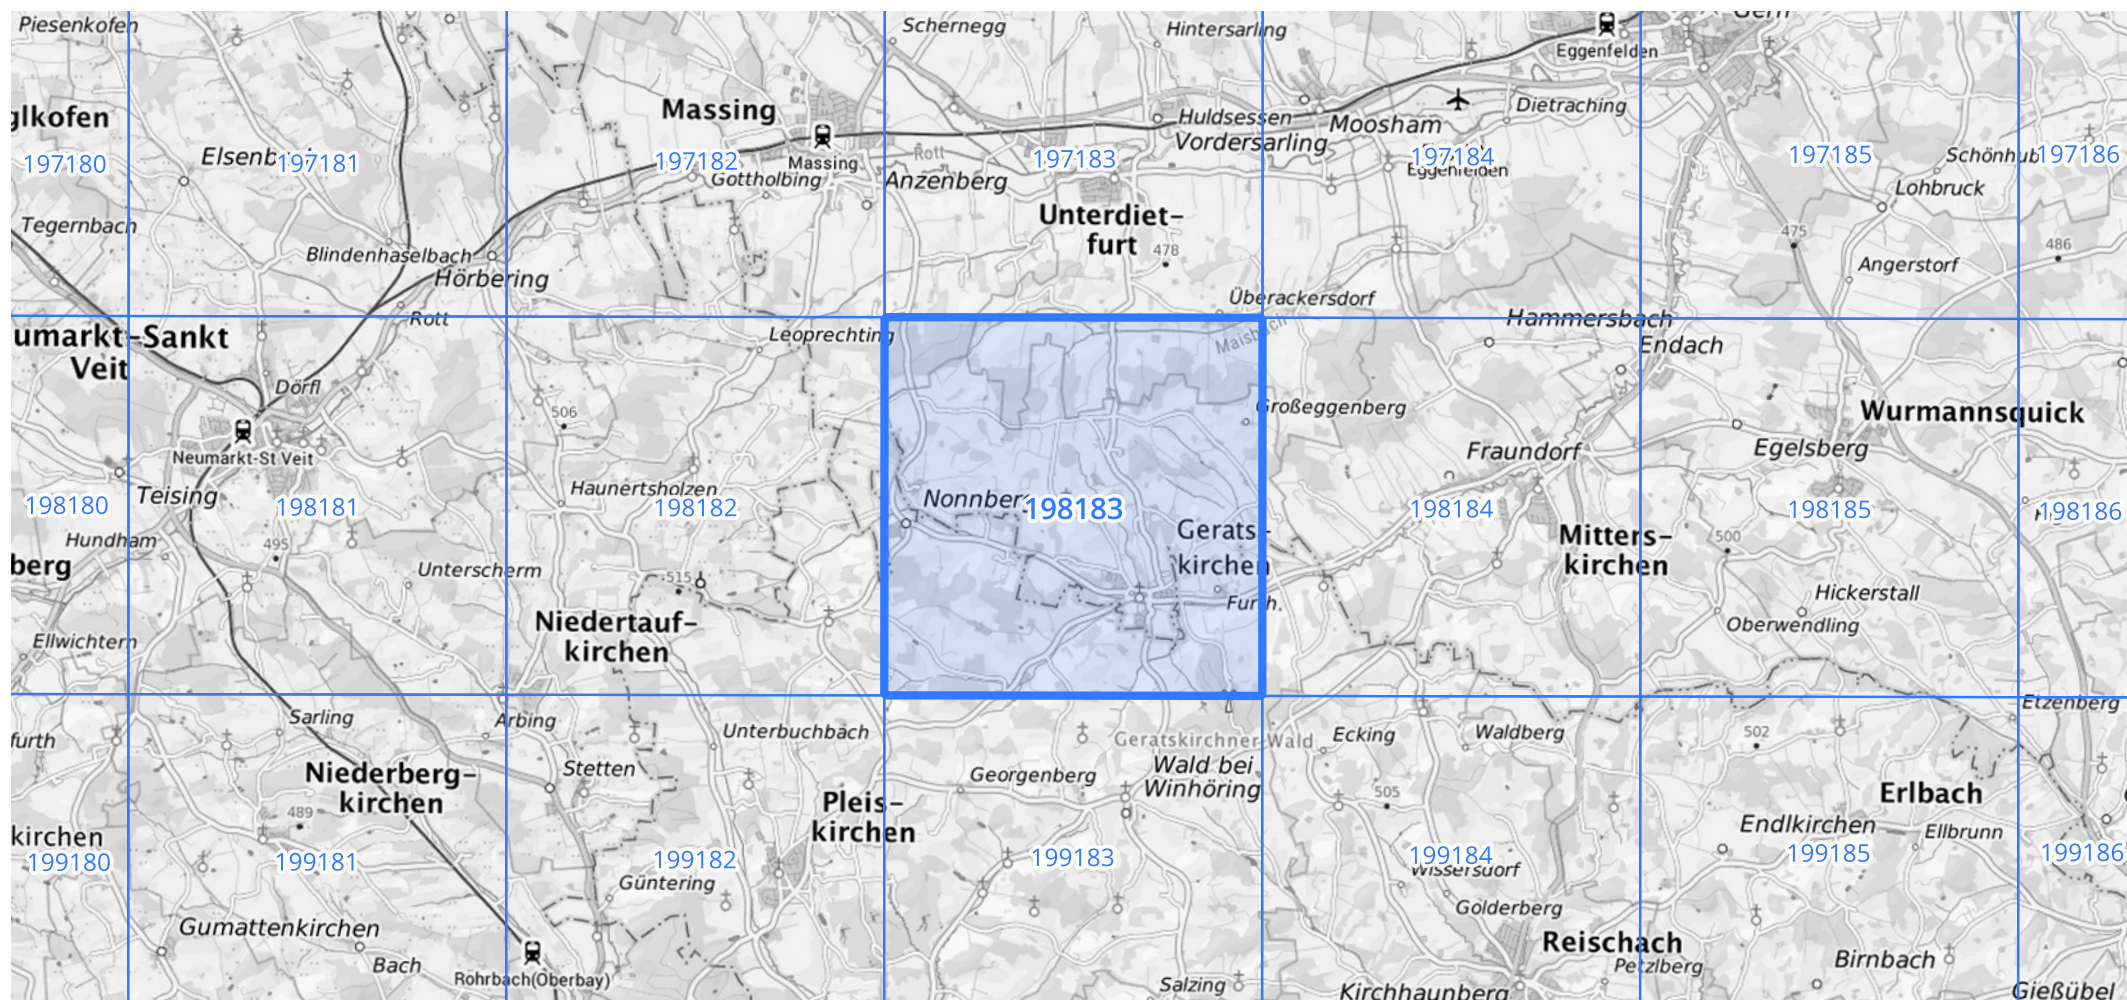 Piesenkofen
Schernegg
Hintersarling
Gern
Eggenfelden
glkofen
Massing
Huldsessen
Moosham
Dietraching
Vordersarling
Massing
Rott
197180
Elsenb
197181
197182
197183
197184
Eggenfelden
197185
Schönhub
197186
Gottholbing
Anzenberg
Lohbruck
Tegernbach
Unterdiet-
furt
478
475
486
Blindenhaselbach
Hörbering
Angerstorf
Überackersdorf
Rott
Hammersbach
umarkt-Sankt
Veit
Leoprechting
Maisbach
Endach
Dörfl
506
Großeggenberg
Wurmannsquick
Neumarkt-St Veit
Fraundorf
Egelsberg
Teising
Haunertsholzen
Nonnberg
198180
198181
198182
198183
198184
198185
198186
Hundham
495
Gerats-
kirchen
Mitters-
kirchen
500
berg
Unterscherm
515
Furth
Hickerstall
Niedertauf-
kirchen
Oberwendling
Ellwichtern
Sarling
Arbing
Unterbuchbach
Geratskirchner Wald
Ecking
Waldberg
502
Etzenberg
furth
Niederberg-
kirchen
Stetten
Georgenberg
Wald bei
Winhöring
505
Erlbach
489
Pleis-
kirchen
Endlkirchen
Ellbrunn
kirchen
199180
199181
199182
199183
199184
199185
199186
Wissersdorf
Güntering
Golderberg
Gumattenkirchen
Bach
Reischach
Petzlberg
Birnbach
Rohrbach(Oberbay)
Salzing
Kirchhaunberg
Gießübel